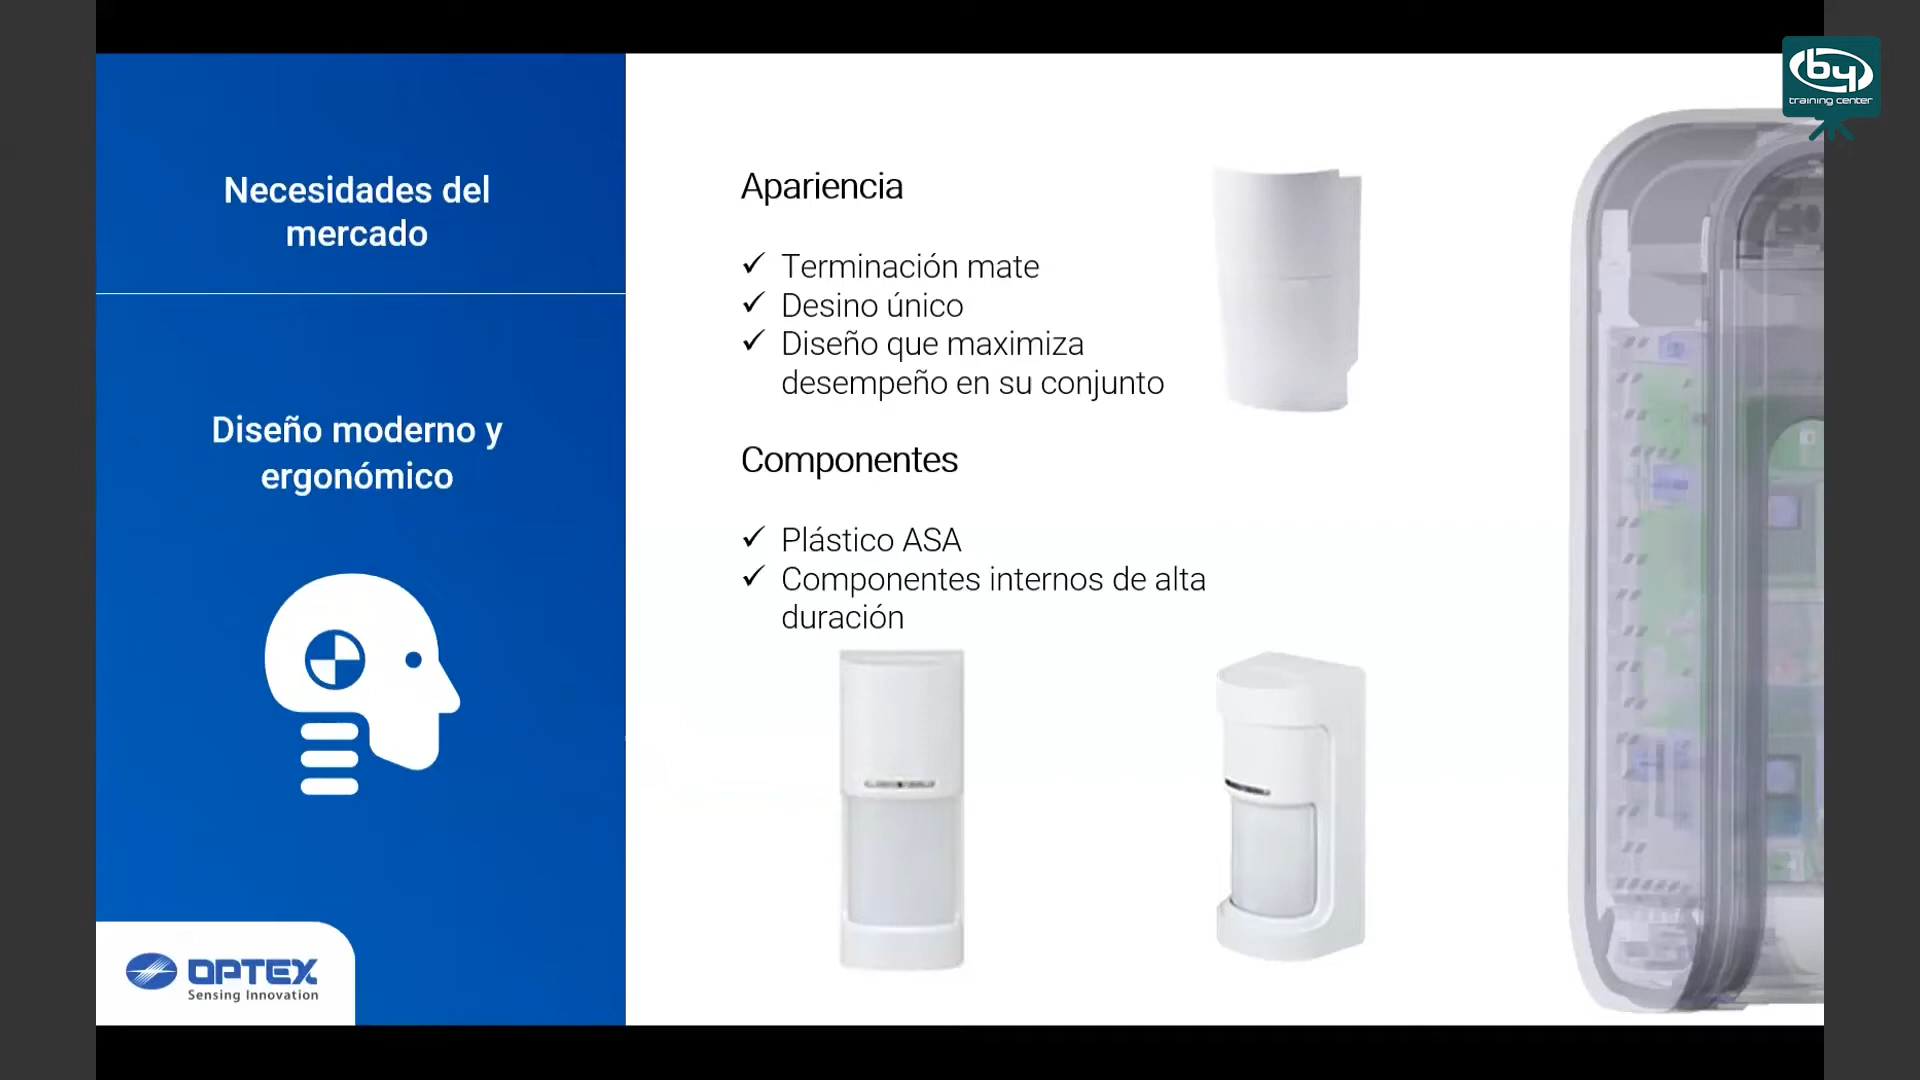 by
training center
Necesidades del
mercado
Diseño moderno y
ergonómico
OPTEX
Sensing Innovation
Apariencia
✓ Terminación mate
✓ Desino único
✓ Diseño que maximiza
desempeño en su conjunto
Componentes
✓ Plástico ASA
✓ Componentes internos de alta
duración